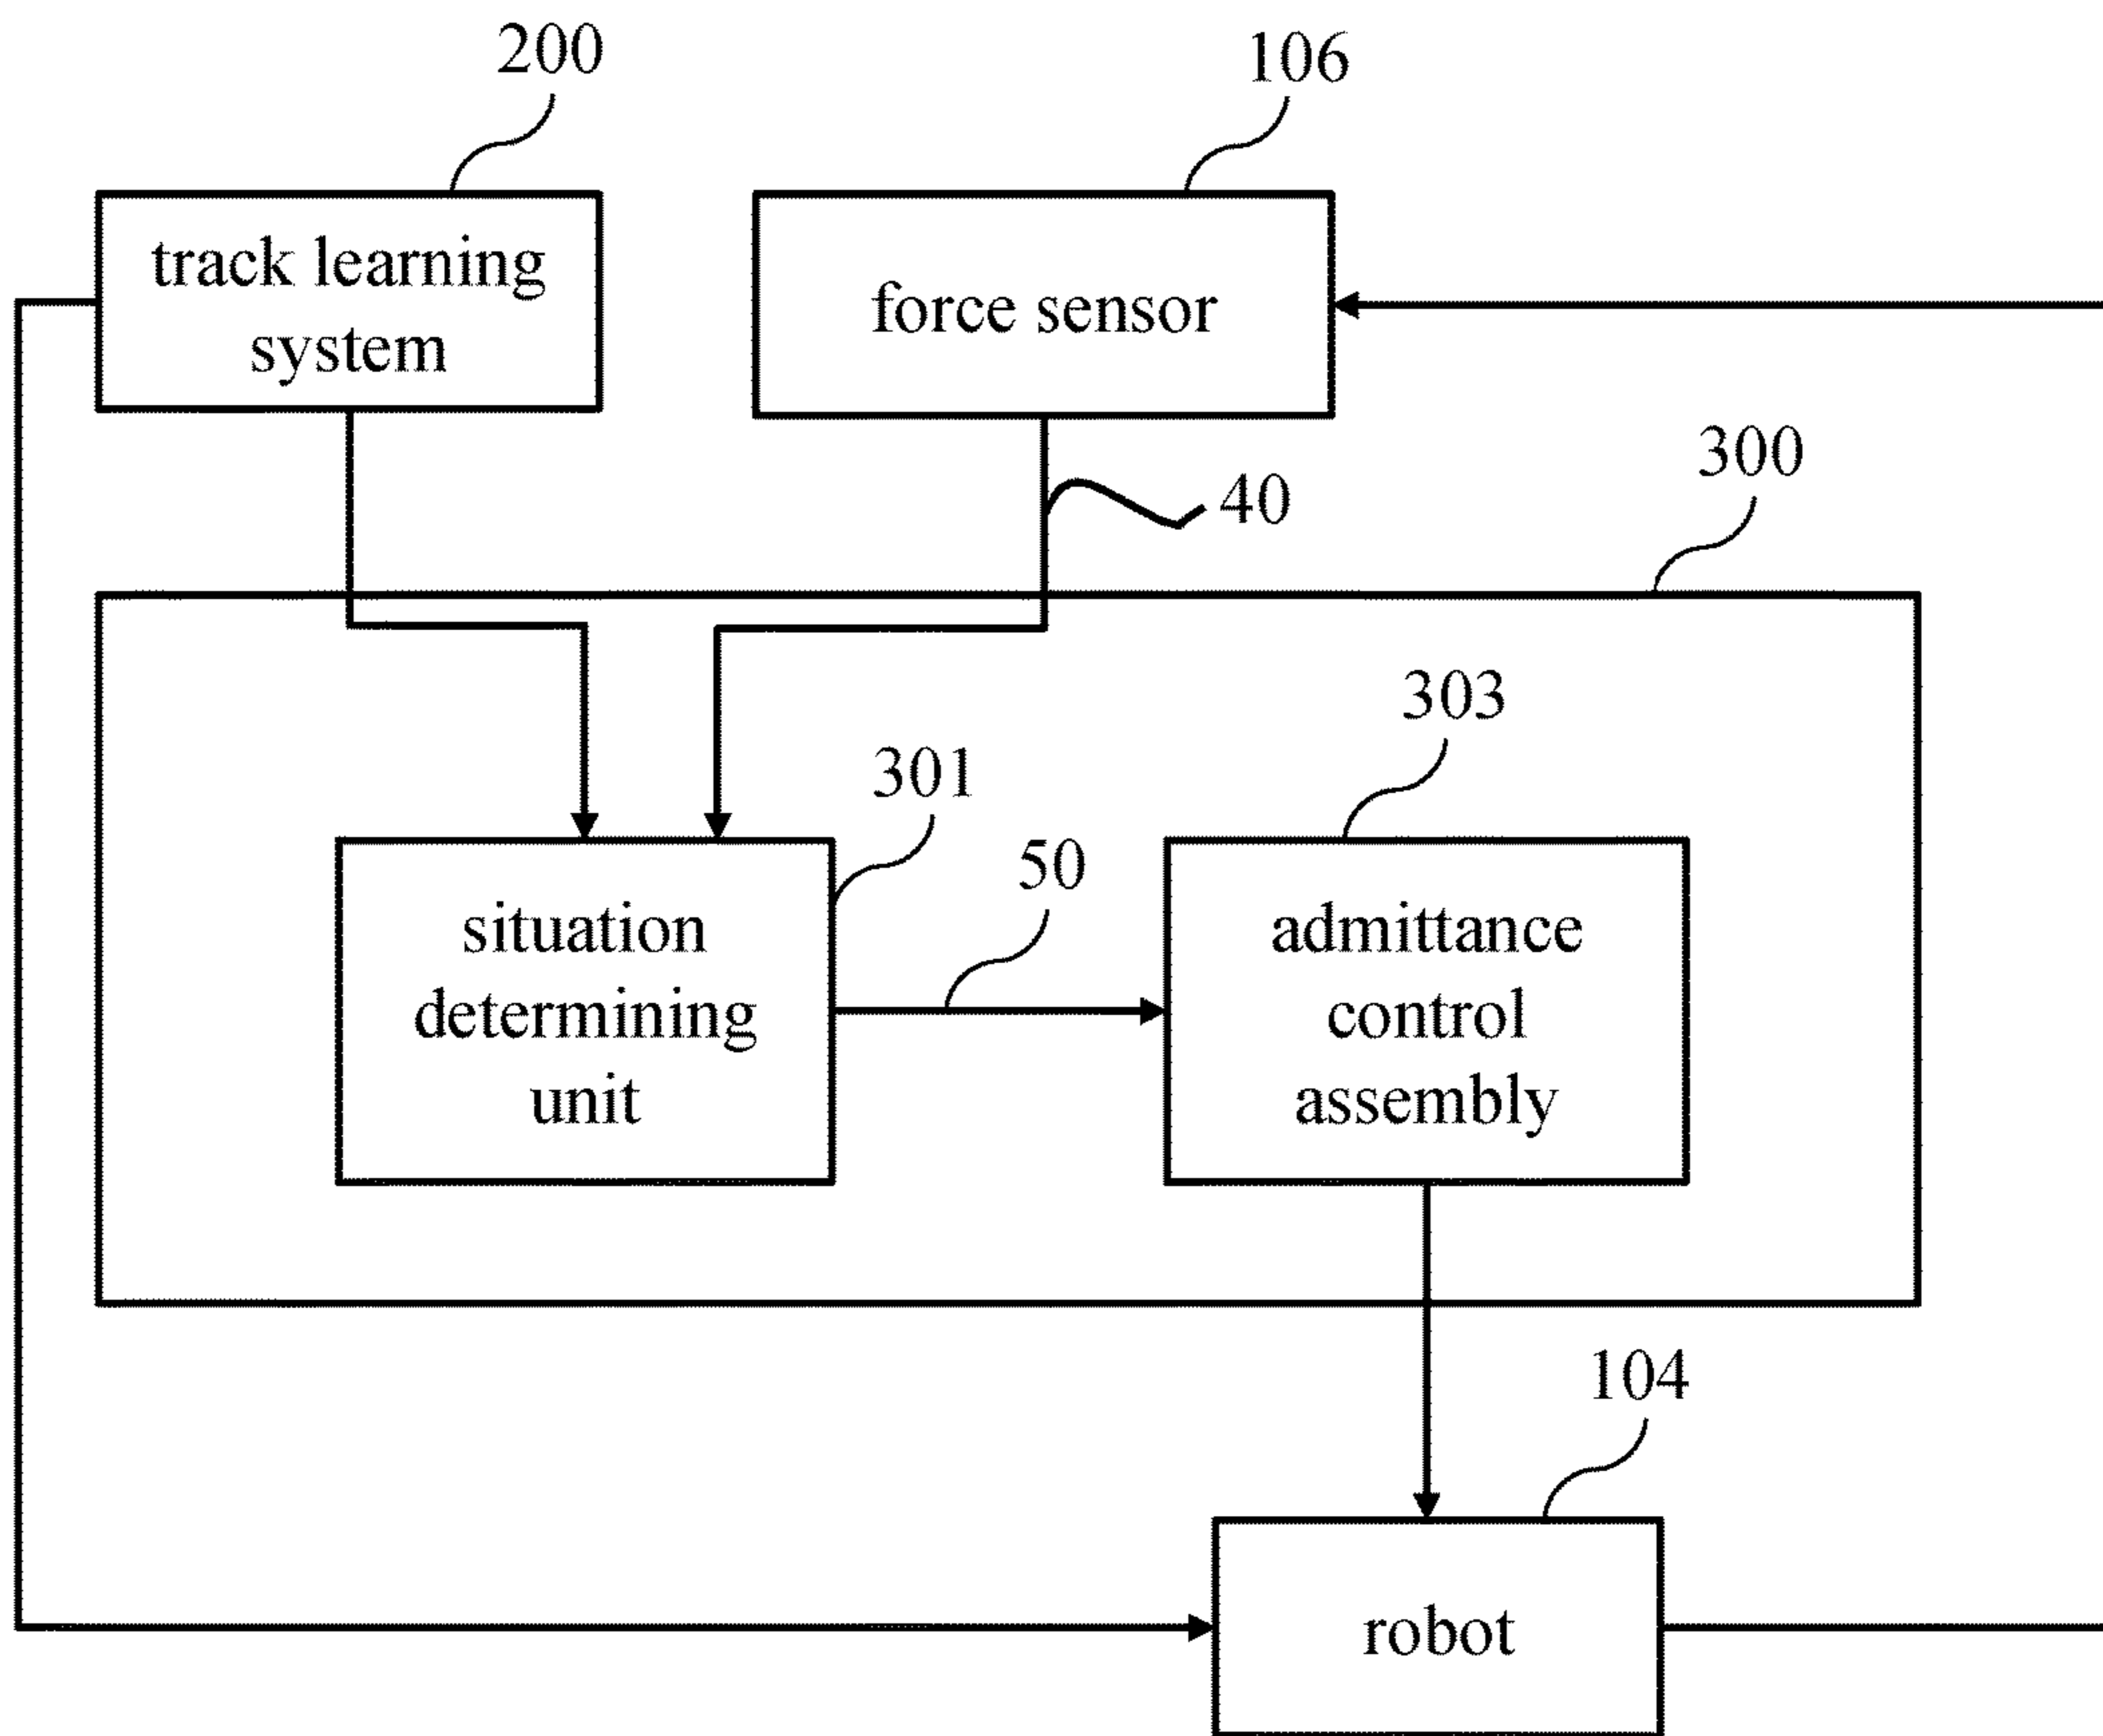 200
106
track learning
system
force sensor
300
40
303
301
50
situation
determining
unit
admittance
control
assembly
104
robot